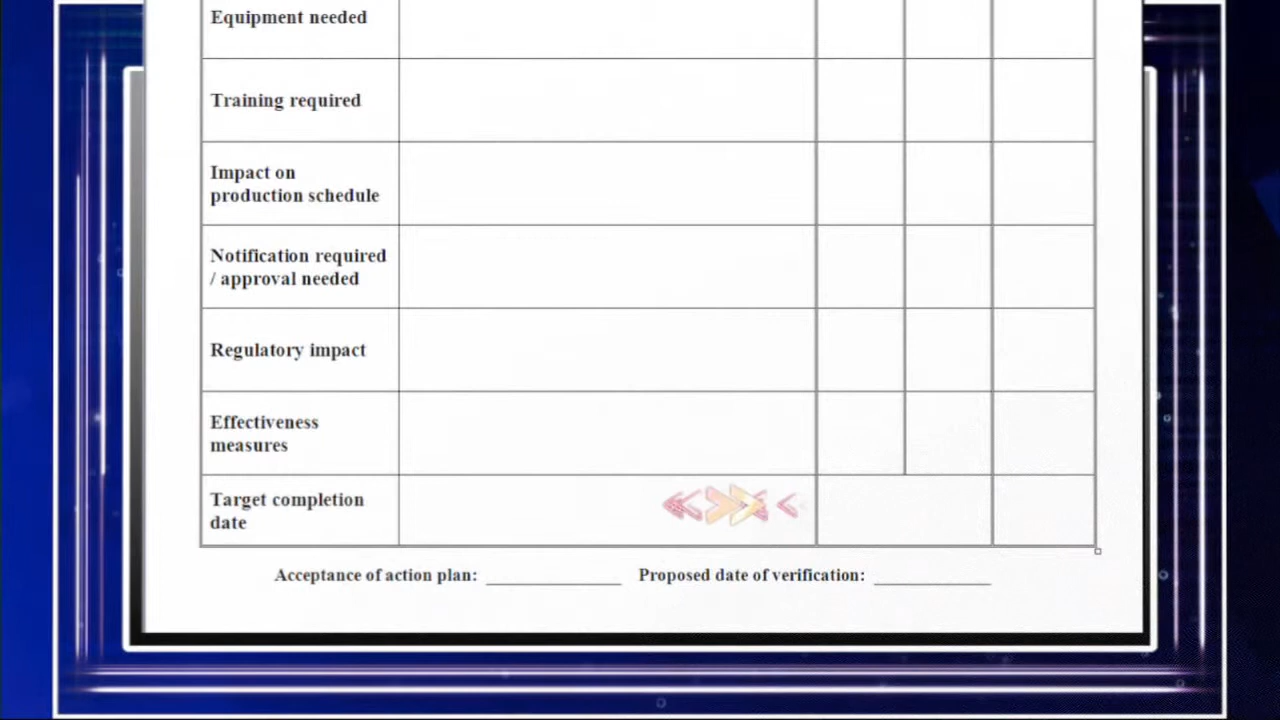 Equipment needed
Training required
Impact on
production schedule
Notification required
/ approval needed
Regulatory impact
Effectiveness
measures
Target completion
date
Acceptance of action plan: ______________ Proposed date of verification: ____________